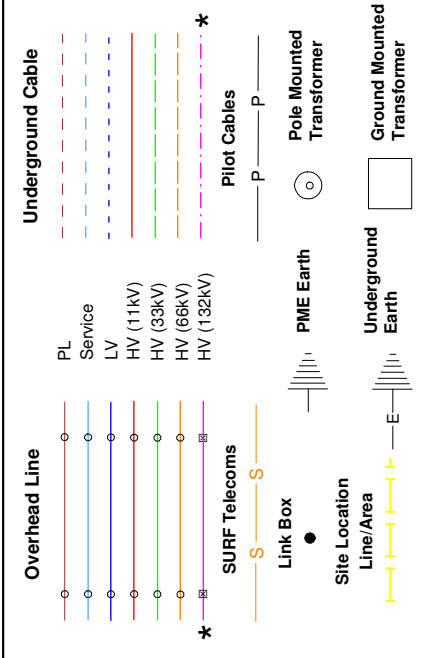 Overhead Line
Underground Cable
PL
Service
LV
HV (11kV)
HV (33kV)
HV (66kV)
* HV (132kV) *
SURF Telecoms
Pilot Cables
S S
P P
Link Box
PME Earth
Pole Mounted
Transformer
Site Location
Line/Area
Underground
Earth
Ground Mounted
Transformer
E